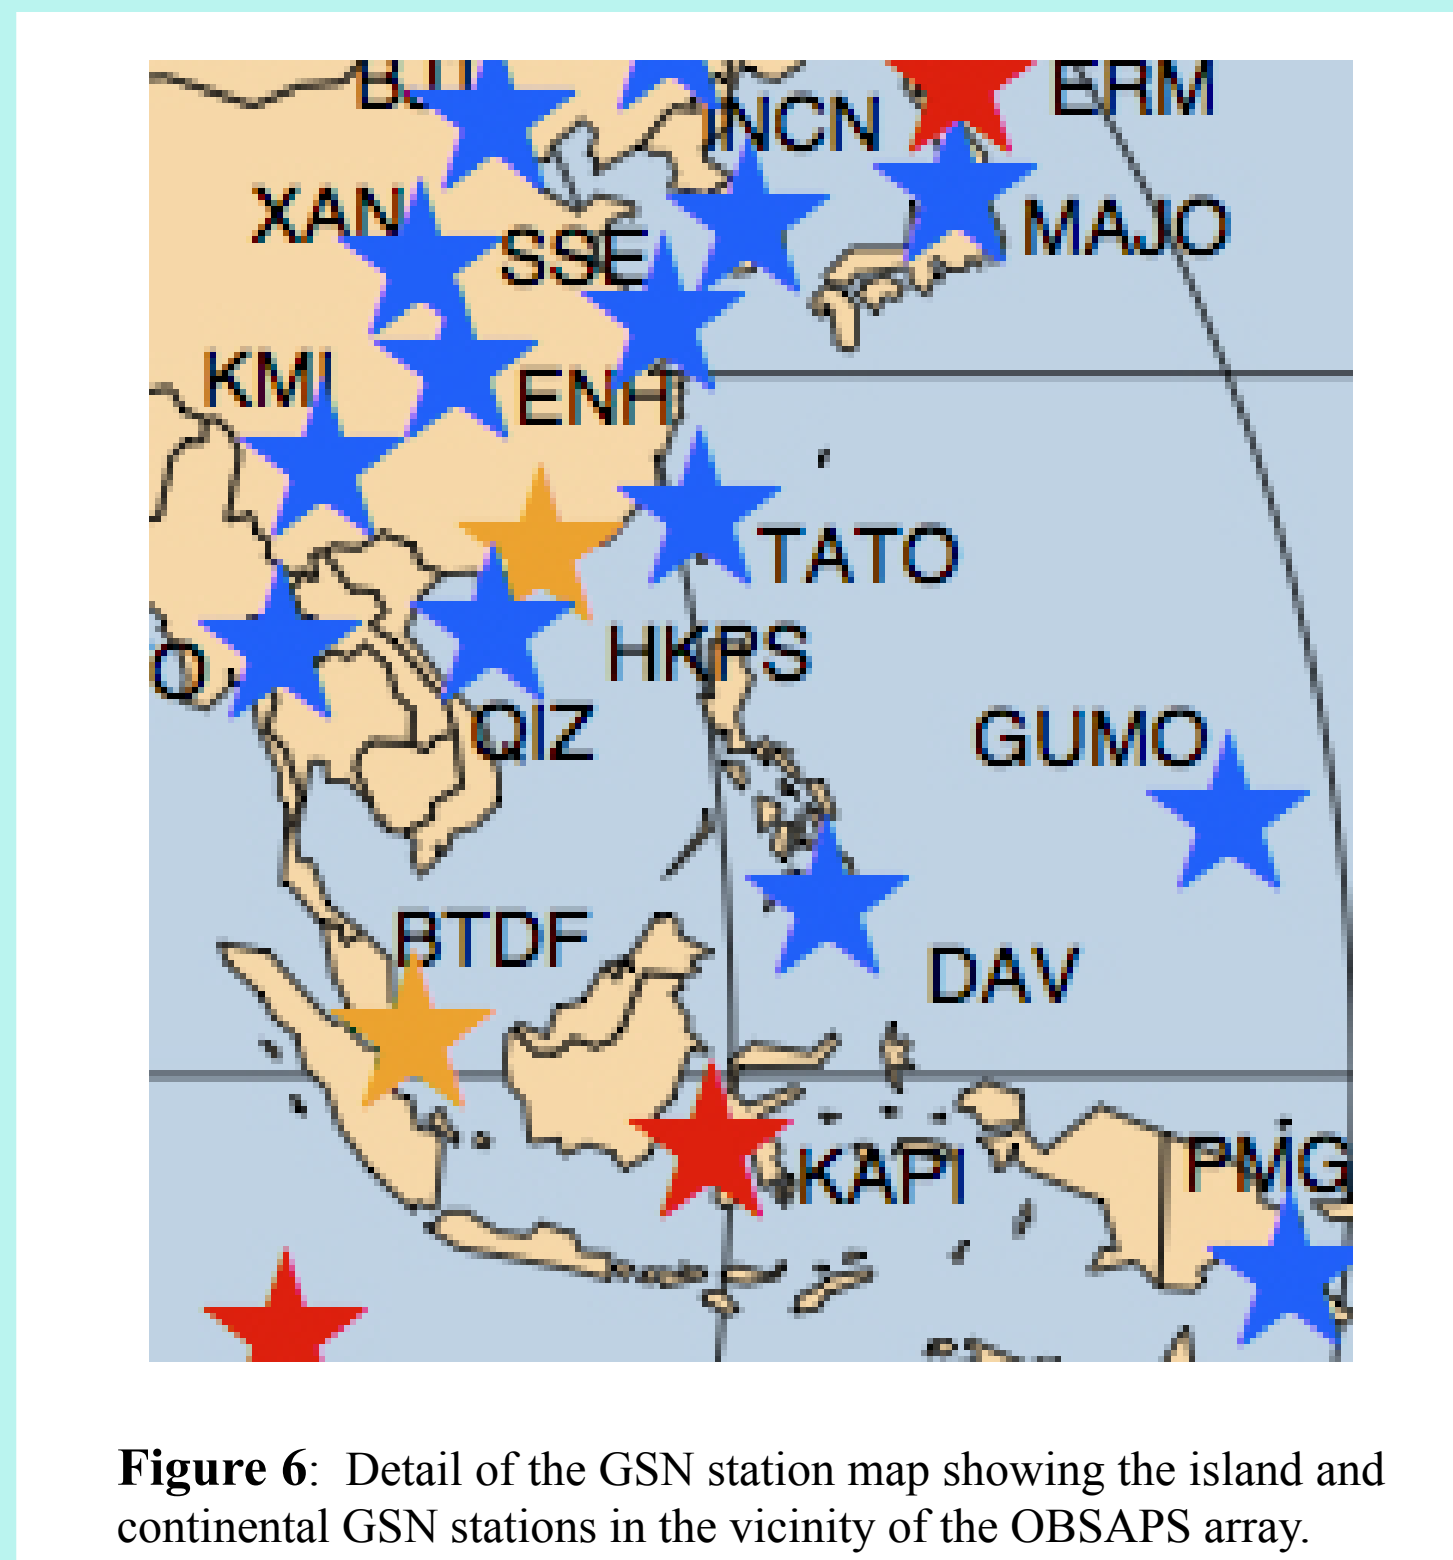 ERM
INCN
XAN
MAJO
SSE
KMI
ENH
TATO
HKPS
QIZ
GUMO
BTDF
DAV
KAPI
PMG
Figure 6: Detail of the GSN station map showing the island and
continental GSN stations in the vicinity of the OBSAPS array.